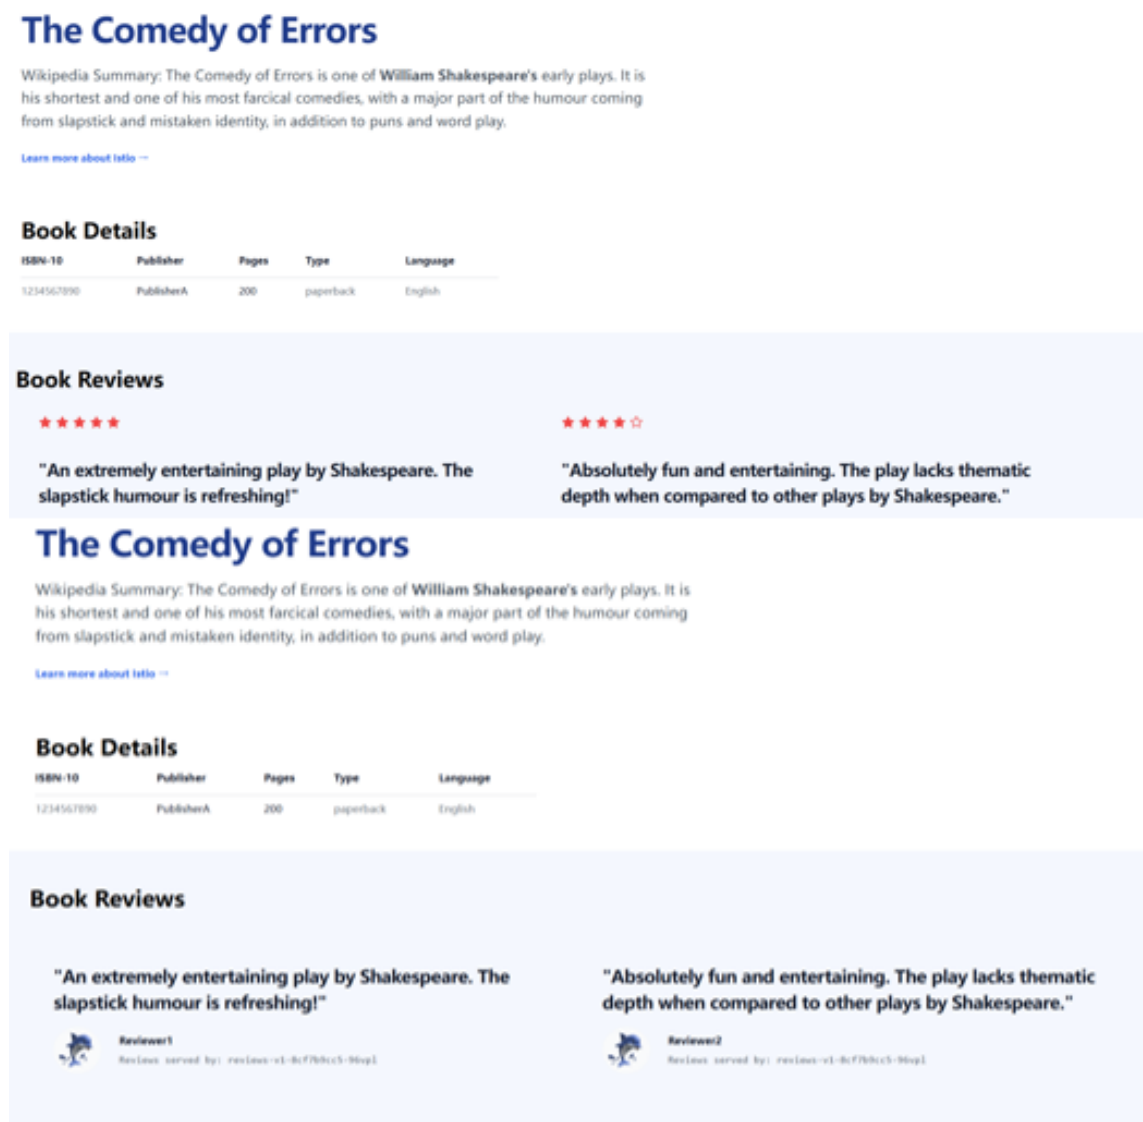 The Comedy of Errors
Wikipedia Summary: The Comedy of Errors is one of William Shakespeare's early plays. It is
his shortest and one of his most farcical comedies, with a major part of the humour coming
from slapstick and mistaken identity, in addition to puns and word play.
Learn more about Istio →
Book Details
ISBN-10 Publisher Pages Type Language
1234567890 PublisherA 200 paperback English
Book Reviews
★★★★★ ★★★★☆
"An extremely entertaining play by Shakespeare. The "Absolutely fun and entertaining. The play lacks thematic
slapstick humour is refreshing!" depth when compared to other plays by Shakespeare."
The Comedy of Errors
Wikipedia Summary: The Comedy of Errors is one of William Shakespeare's early plays. It is
his shortest and one of his most farcical comedies, with a major part of the humour coming
from slapstick and mistaken identity, in addition to puns and word play.
Learn more about Istio →
Book Details
ISBN-10 Publisher Pages Type Language
1234567890 PublisherA 200 paperback English
Book Reviews
"An extremely entertaining play by Shakespeare. The "Absolutely fun and entertaining. The play lacks thematic
slapstick humour is refreshing!" depth when compared to other plays by Shakespeare."
Reviewer1 Reviewer2
Reviews served by: Reviews served by: